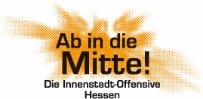 Ab in die
Mitte!
Die Innenstadt-Offensive
Hessen